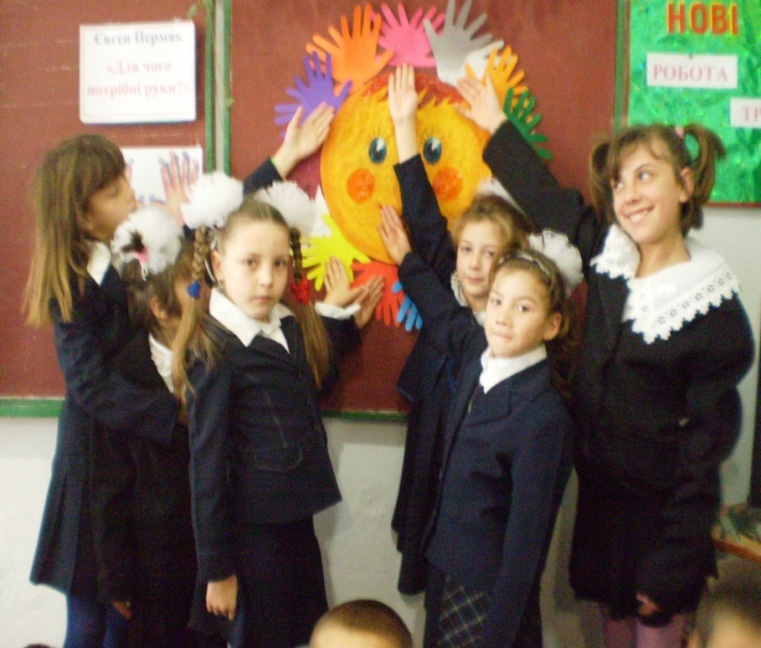 Євген Пермяк
«Для чого
потрібні руки?»
НОВІ
РОБОТА